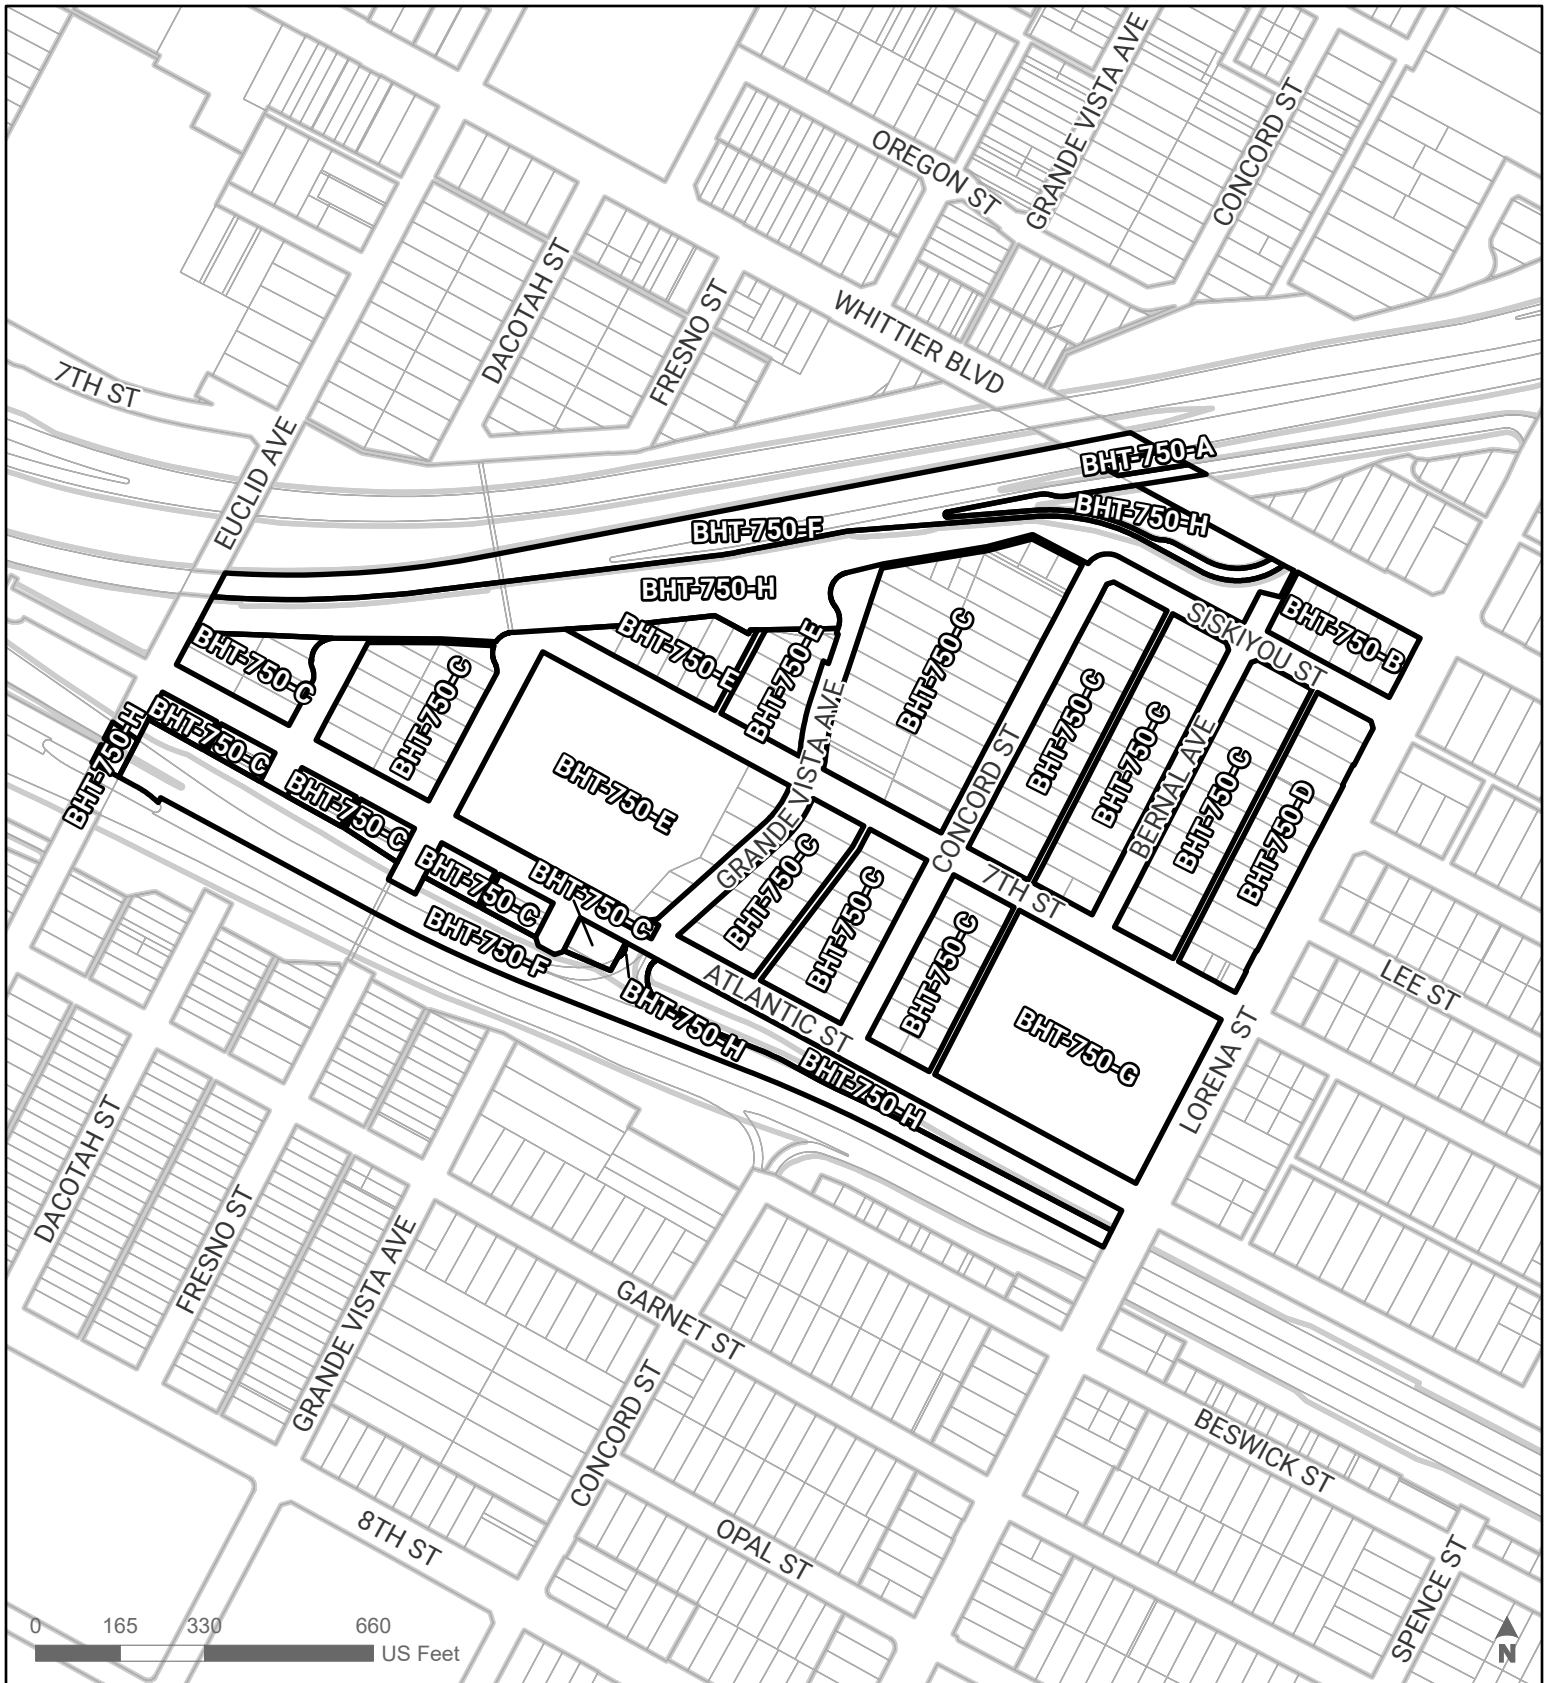 GRANDE VISTA AVE
CONCORD ST
OREGON ST
DACOTAH ST
FRESNO ST
WHITTIER BLVD
7TH ST
EUCLID AVE
BHT-750-A
BHT-750-H
BHT-750-F
BHT-750-H
BHT-750-C
BHT-750-E
BHT-750-E
BHT-750-C
SISKIYOU ST
BHT-750-B
BHT-750-C
BHT-750-C
BHT-750-C
BERNAL AVE
BHT-750-C
BHT-750-D
CONCORD ST
GRANDE VISTA AVE
BHT-750-H
BHT-750-C
BHT-750-C
BHT-750-E
BHT-750-C
BHT-750-C
BHT-750-C
BHT-750-C
7TH ST
BHT-750-C
BHT-750-F
BHT-750-H
ATLANTIC ST
BHT-750-H
BHT-750-G
LEE ST
LORENA ST
DACOTAH ST
FRESNO ST
GRANDE VISTA AVE
GARNET ST
CONCORD ST
BESWICK ST
8TH ST
OPAL ST
SPENCE ST
0 165 330 660
US Feet
N